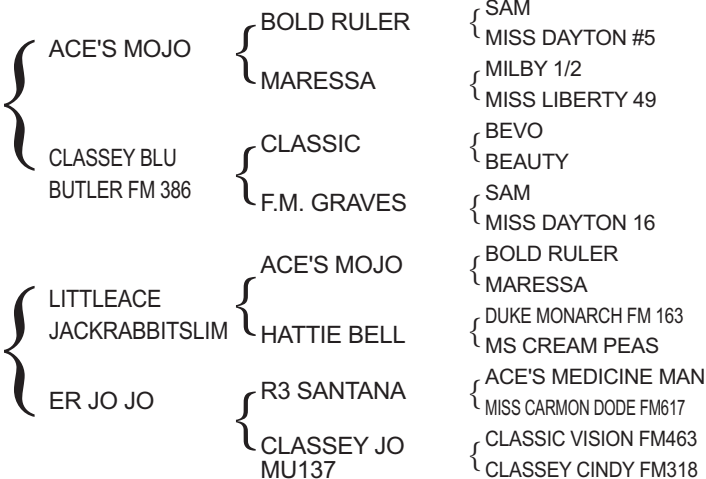 ACE'S MOJO
CLASSEY BLU
BUTLER FM 386
BOLD RULER
MARESSA
CLASSIC
F.M. GRAVES
SAM
MISS DAYTON #5
MILBY 1/2
MISS LIBERTY 49
BEVO
BEAUTY
SAM
MISS DAYTON 16
LITTLEACE
JACKRABBITSLIM
ER JO JO
ACE'S MOJO
HATTIE BELL
R3 SANTANA
CLASSEY JO
MU137
BOLD RULER
MARESSA
DUKE MONARCH FM 163
MS CREAM PEAS
ACE'S MEDICINE MAN
MISS CARMON DODE FM617
CLASSIC VISION FM463
CLASSEY CINDY FM318